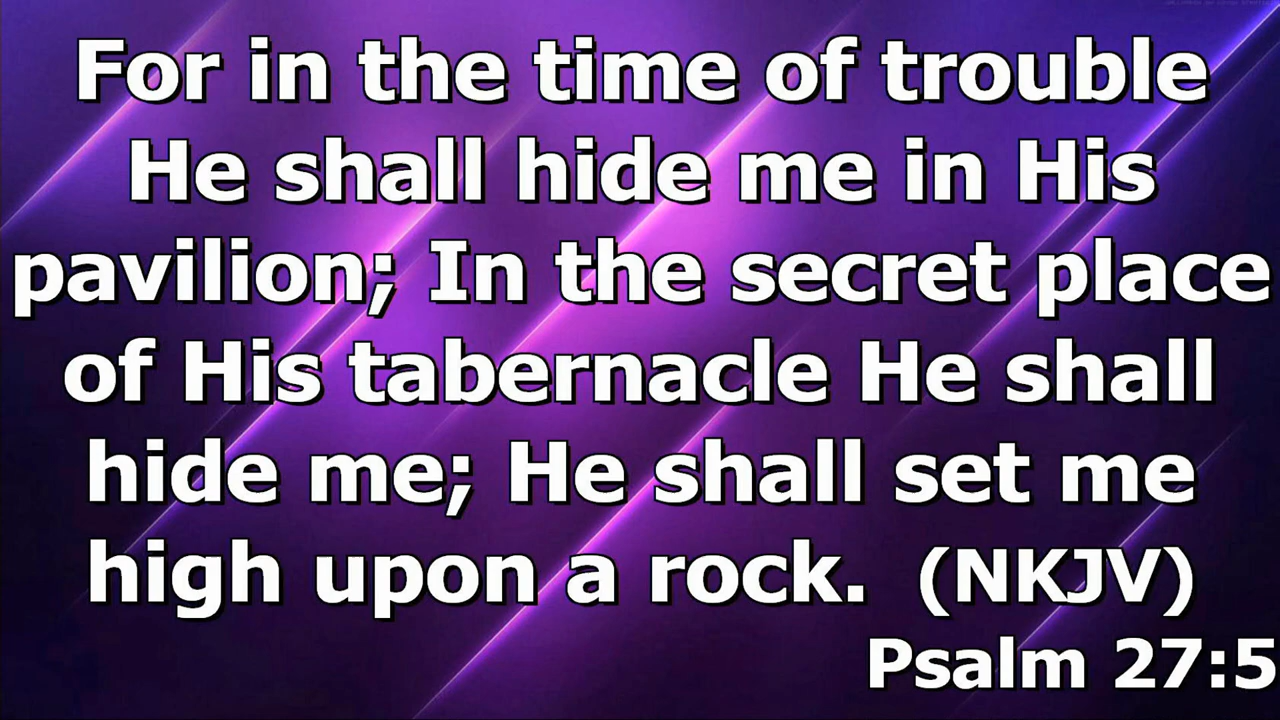 For in the time of trouble
He shall hide me in His
pavilion; In the secret place
of His tabernacle He shall
hide me; He shall set me
high upon a rock.  (NKJV)
Psalm 27:5